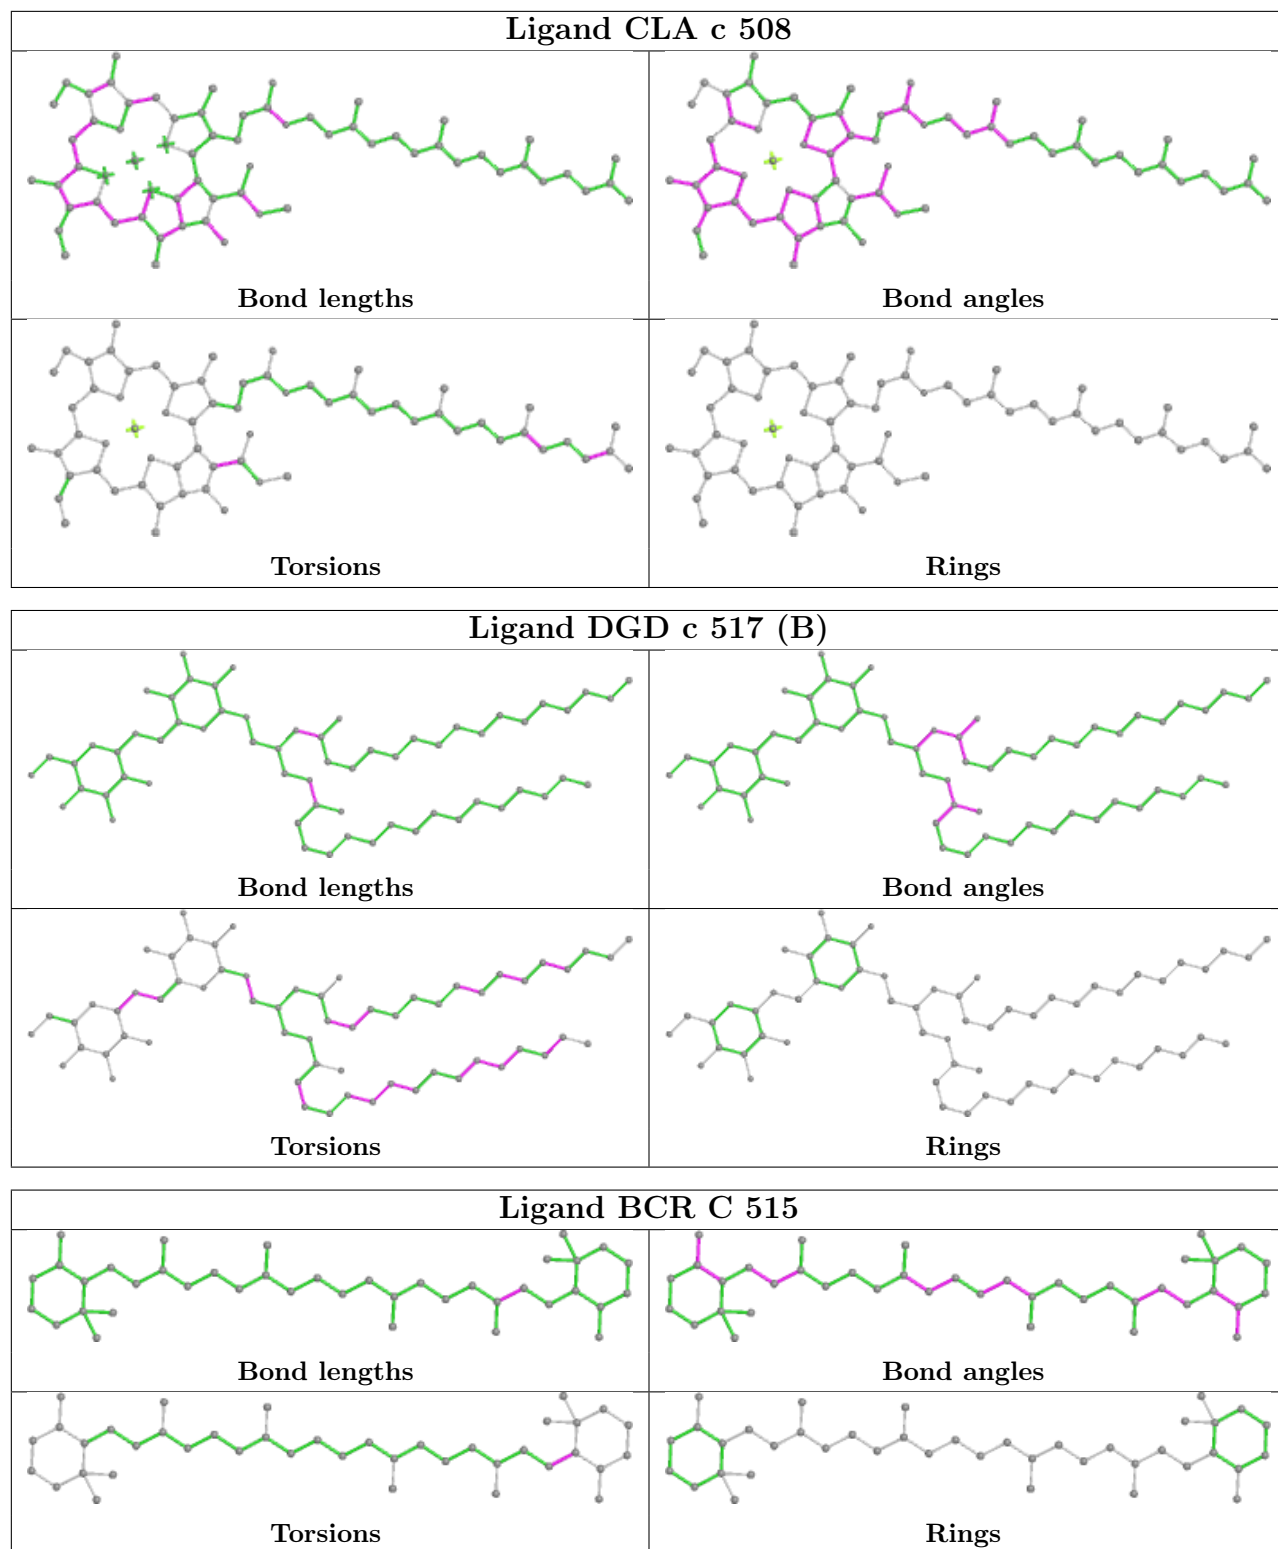 Ligand CLA c 508
Bond lengths
Bond angles
Torsions
Rings
Ligand DGD c 517 (B)
Bond lengths
Bond angles
Torsions
Rings
Ligand BCR C 515
Bond lengths
Bond angles
Torsions
Rings